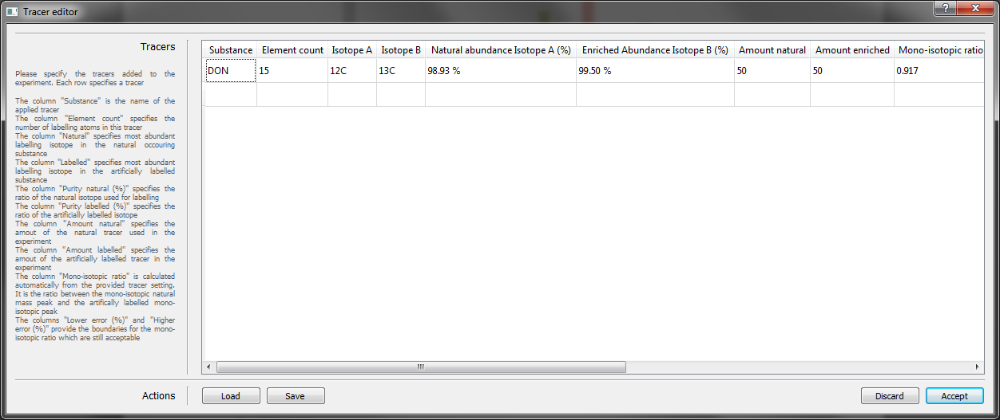 Tracer editor
Tracers
Please specify the tracers added to the
experiment. Each row specifies a tracer
The column "Substance" is the name of the
applied tracer
The column "Element count" specifies the
number of labelling atoms in this tracer
The column "Natural" specifies most abundant
labelling isotope in the natural occouring
substance
The column "Labelled" specifies most abundant
labelling isotope in the artificially labelled
substance
The column "Purity natural (%)" specifies the
ratio of the natural isotope used for labelling
The column "Purity labelled (%)" specifies the
ratio of the artificially labelled isotope
The column "Amount natural" specifies the
amout of the natural tracer used in the
experiment
The column "Amount labelled" specifies the
amout of the artificially labelled tracer in the
experiment
The column "Mono-isotopic ratio" is calculated
automatically from the provided tracer setting.
It is the ratio between the mono-isotopic natural
mass peak and the artifically labelled mono-
isotopic peak
The columns "Lower error (%)" and "Higher
error (%)" provide the boundaries for the mono-
isotopic ratio which are still acceptable
Substance Element count Isotope A Isotope B Natural abundance Isotope A (%) Enriched Abundance Isotope B (%) Amount natural Amount enriched Mono-isotopic ratio
DON 15 12C 13C 98.93 % 99.50 % 50 50 0.917
Actions Load Save Discard Accept